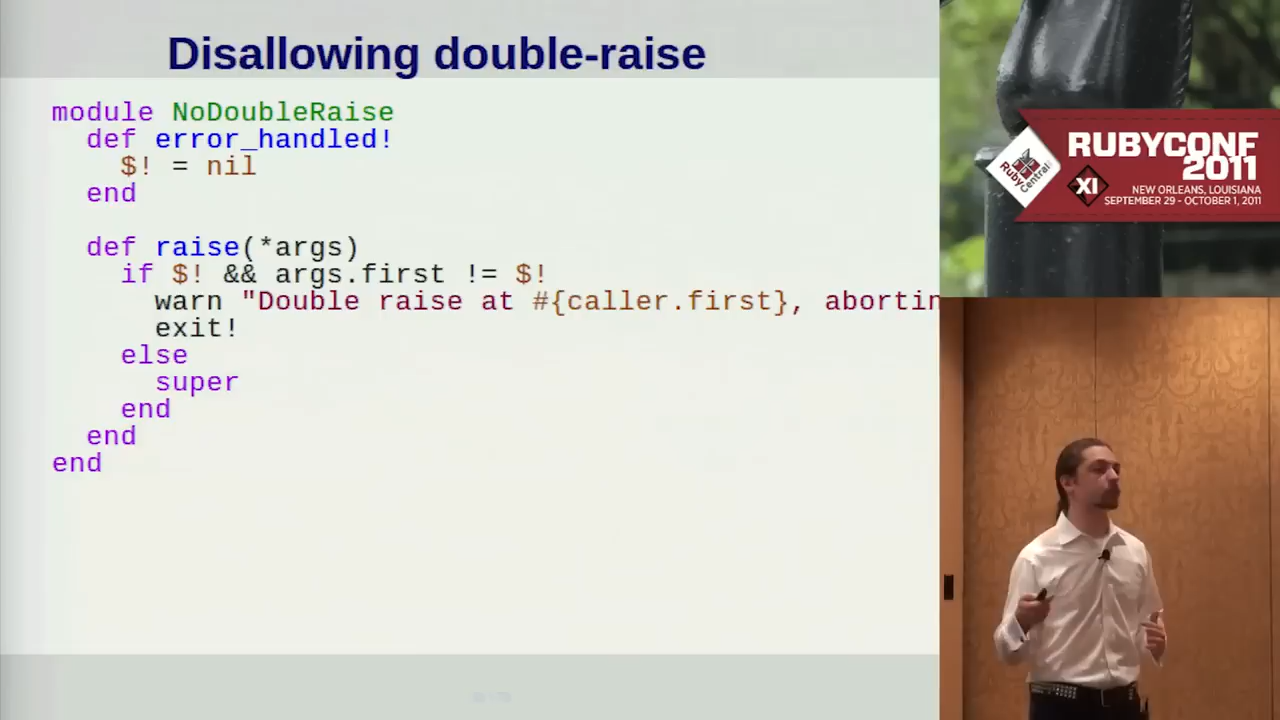 Disallowing double-raise
module NoDoubleRaise
  def error_handled!
    $! = nil
  end

  def raise(*args)
    if $! && args.first != $!
      warn "Double raise at #{caller.first}, abortin
      exit!
    else
      super
    end
  end
end
RUBYCONF
2011
RubyCentral
XI
NEW ORLEANS, LOUISIANA
SEPTEMBER 29 - OCTOBER 1, 2011